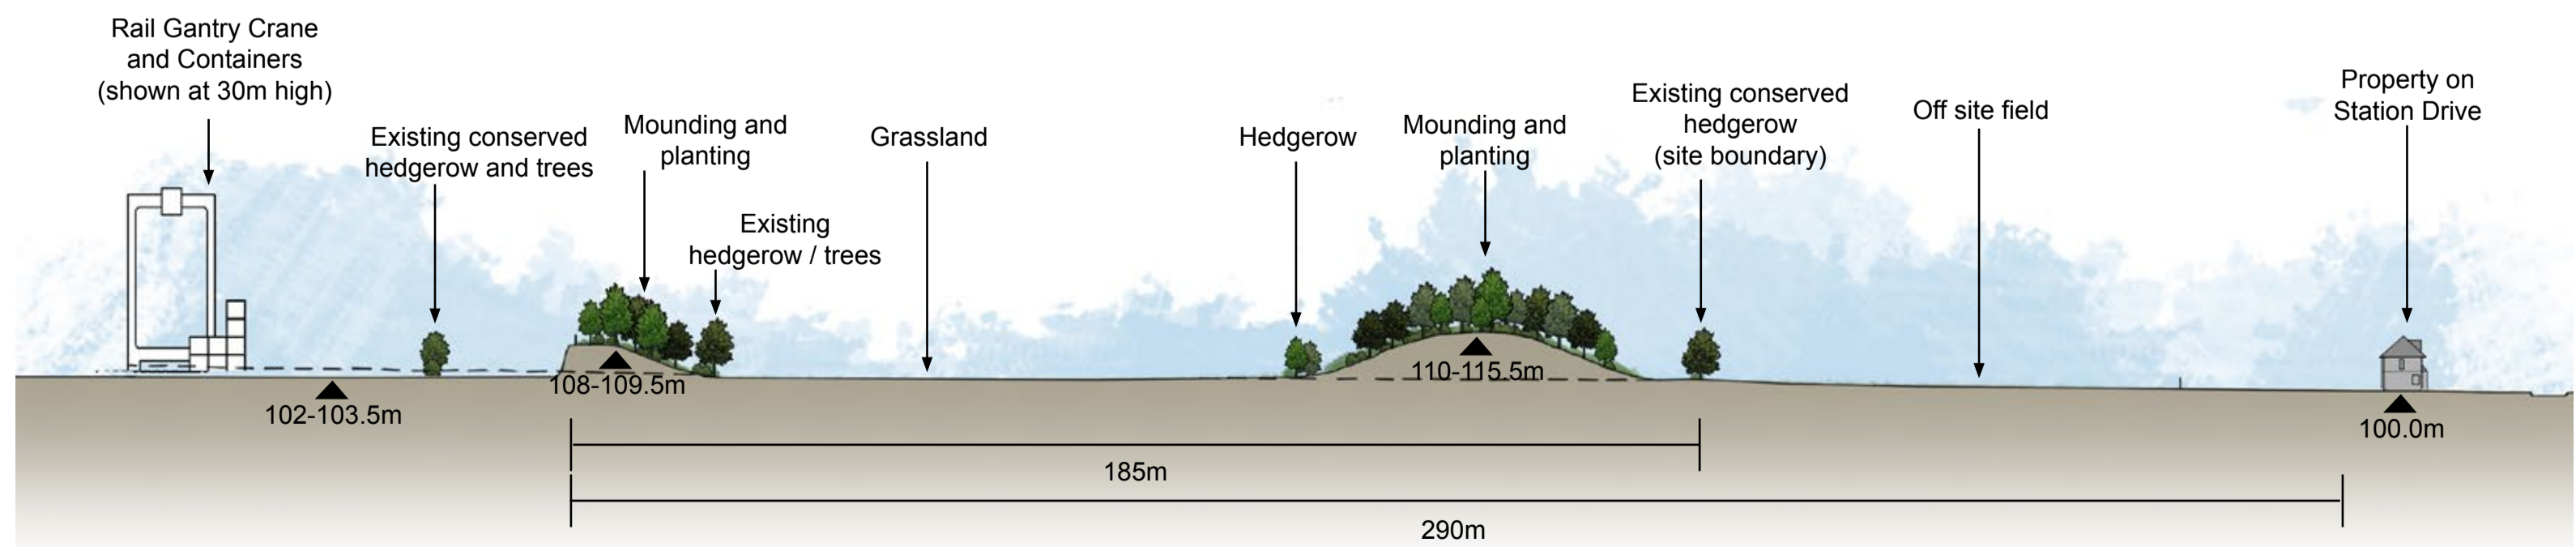 Rail Gantry Crane
and Containers
(shown at 30m high)
Existing conserved
hedgerow and trees
Mounding and
planting
Existing
hedgerow / trees
Grassland
Hedgerow
Mounding and
planting
Existing conserved
hedgerow
(site boundary)
Off site field
Property on
Station Drive
102-103.5m
108-109.5m
110-115.5m
100.0m
185m
290m